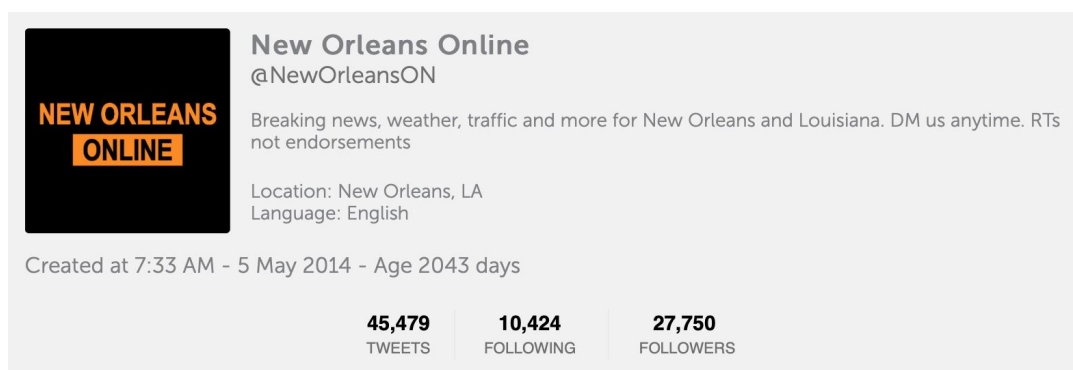 NEW ORLEANS
ONLINE
New Orleans Online
@NewOrleansON
Breaking news, weather, traffic and more for New Orleans and Louisiana. DM us anytime. RTs
not endorsements
Location: New Orleans, LA
Language: English
Created at 7:33 AM - 5 May 2014 - Age 2043 days
45,479 10,424 27,750
TWEETS FOLLOWING FOLLOWERS